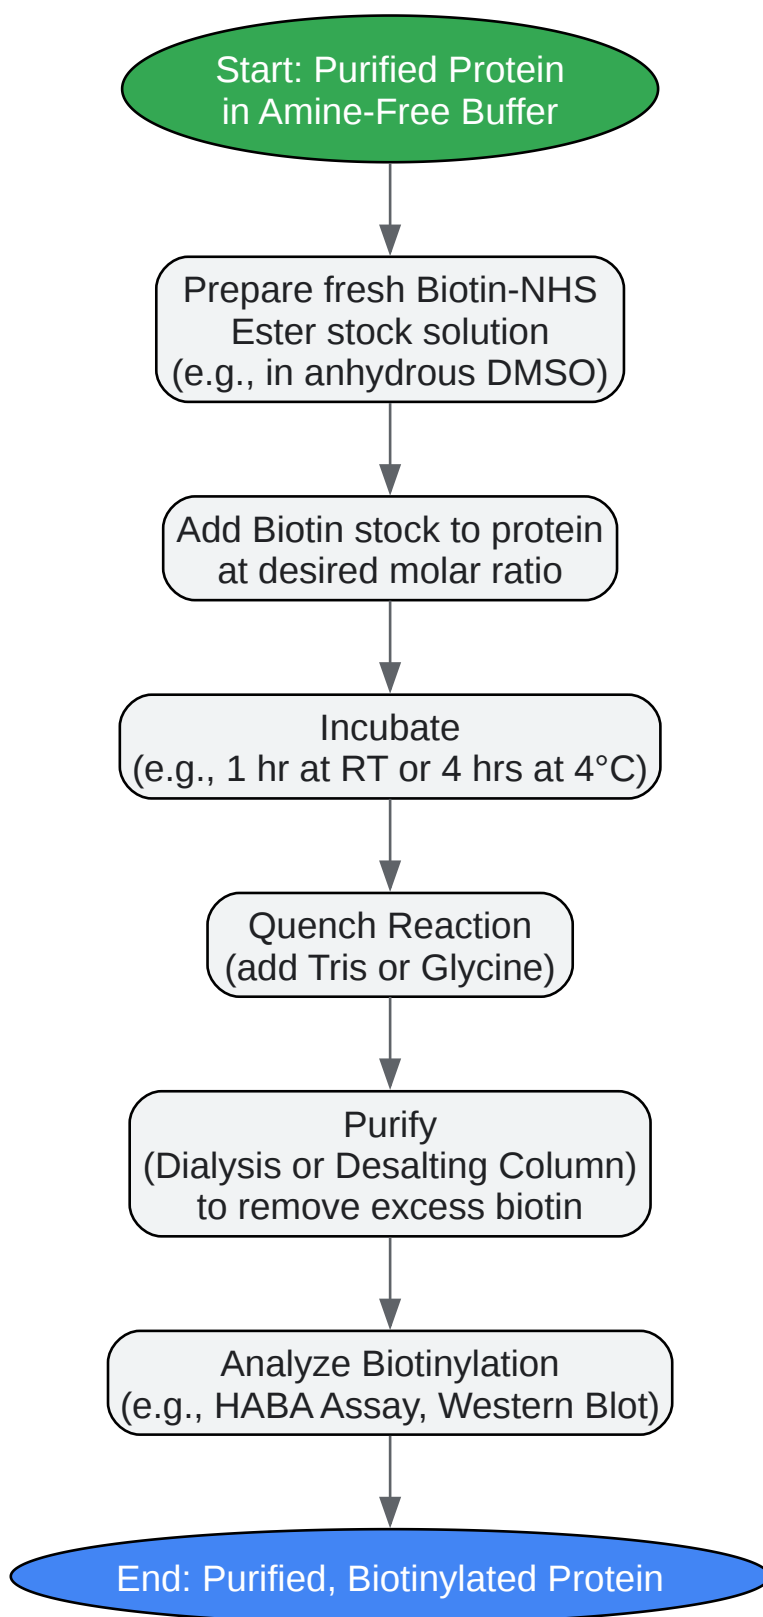 Start: Purified Protein
in Amine-Free Buffer
Prepare fresh Biotin-NHS
Ester stock solution
(e.g., in anhydrous DMSO)
Add Biotin stock to protein
at desired molar ratio
Incubate
(e.g., 1 hr at RT or 4 hrs at 4°C)
Quench Reaction
(add Tris or Glycine)
Purify
(Dialysis or Desalting Column)
to remove excess biotin
Analyze Biotinylation
(e.g., HABA Assay, Western Blot)
End: Purified, Biotinylated Protein